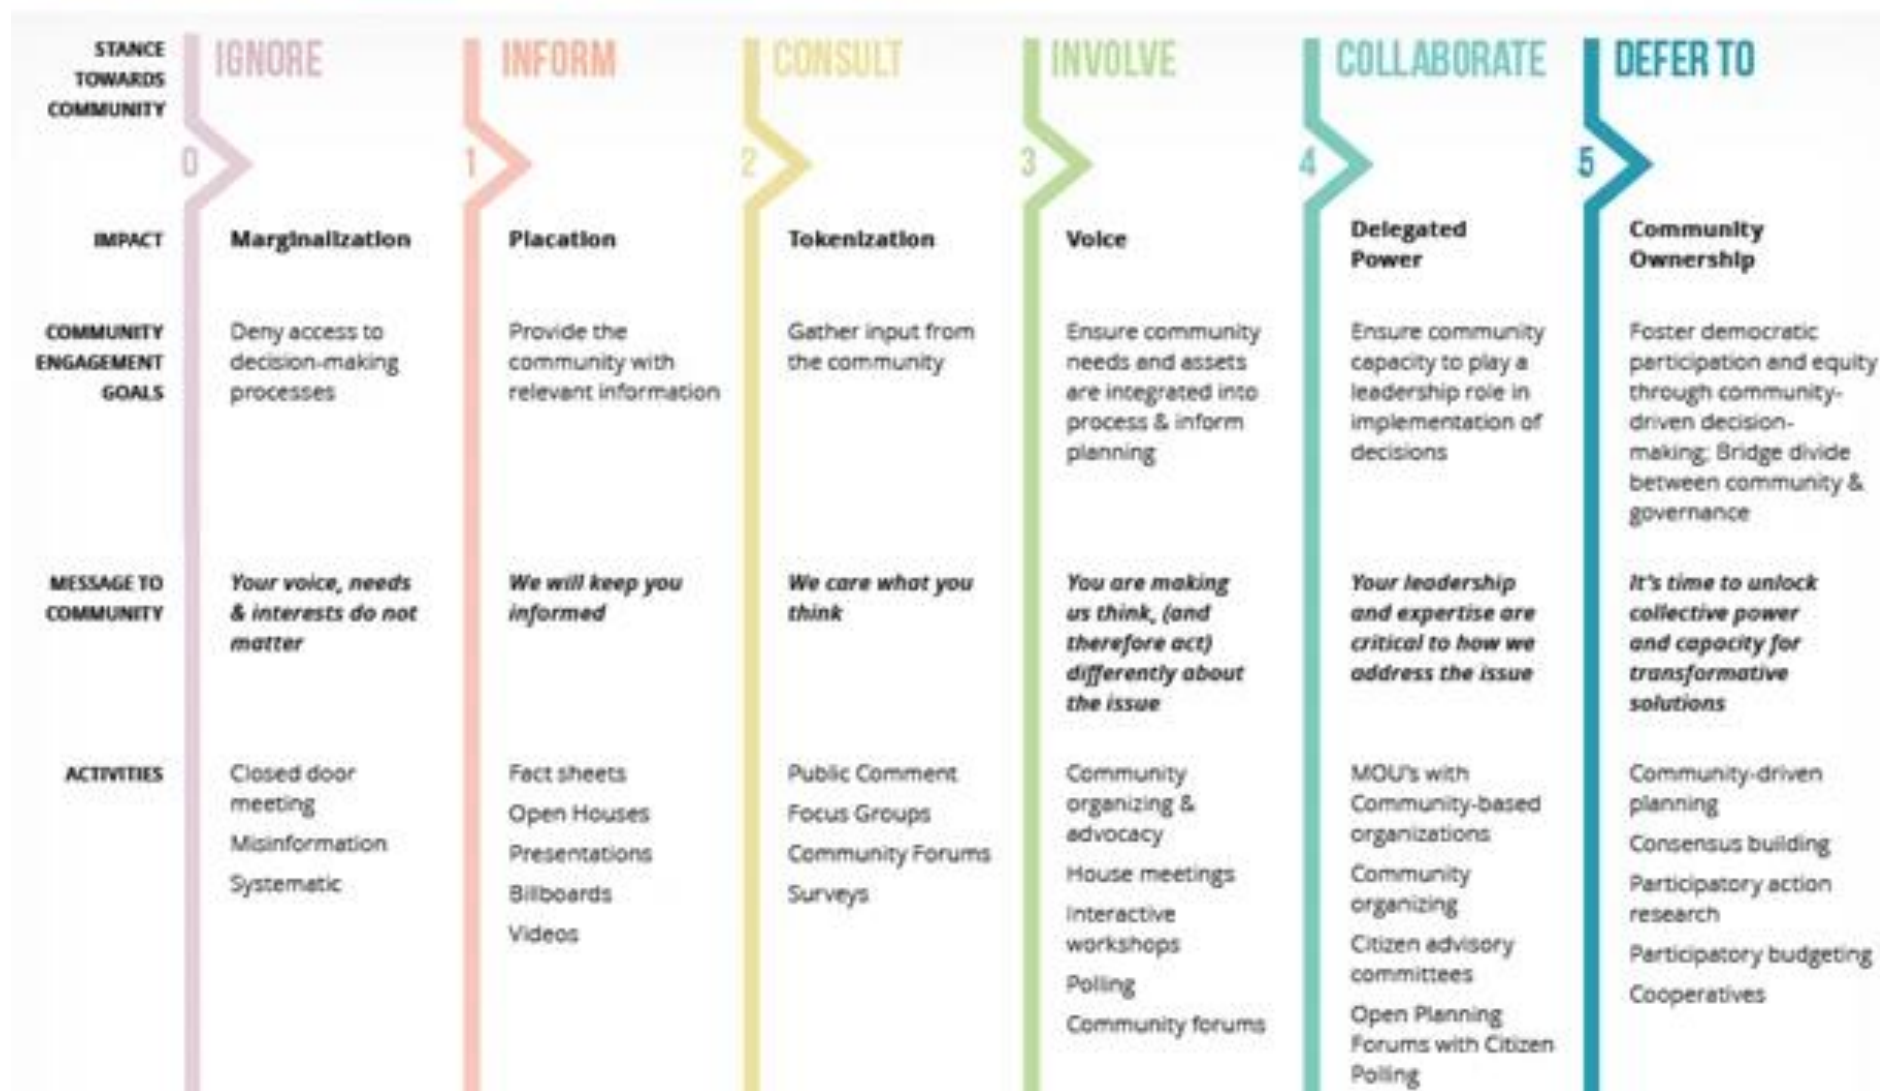 STANCE
TOWARDS
COMMUNITY
IGNORE
INFORM
CONSULT
INVOLVE
COLLABORATE
DEFER TO
0
1
2
3
4
5
IMPACT
Marginalization
Placation
Tokenization
Voice
Delegated
Power
Community
Ownership
COMMUNITY
ENGAGEMENT
GOALS
Deny access to
decision-making
processes
Provide the
community with
relevant information
Gather input from
the community
Ensure community
needs and assets
are integrated into
process & inform
planning
Ensure community
capacity to play a
leadership role in
implementation of
decisions
Foster democratic
participation and equity
through community-
driven decision-
making; Bridge divide
between community &
governance
MESSAGE TO
COMMUNITY
Your voice, needs
& interests do not
matter
We will keep you
informed
We care what you
think
You are making
us think, (and
therefore act)
differently about
the issue
Your leadership
and expertise are
critical to how we
address the issue
It's time to unlock
collective power
and capacity for
transformative
solutions
ACTIVITIES
Closed door
meeting
Misinformation
Systematic
Fact sheets
Open Houses
Presentations
Billboards
Videos
Public Comment
Focus Groups
Community Forums
Surveys
Community
organizing &
advocacy
House meetings
Interactive
workshops
Polling
Community forums
MOU's with
Community-based
organizations
Community
organizing
Citizen advisory
committees
Open Planning
Forums with Citizen
Polling
Community-driven
planning
Consensus building
Participatory action
research
Participatory budgeting
Cooperatives